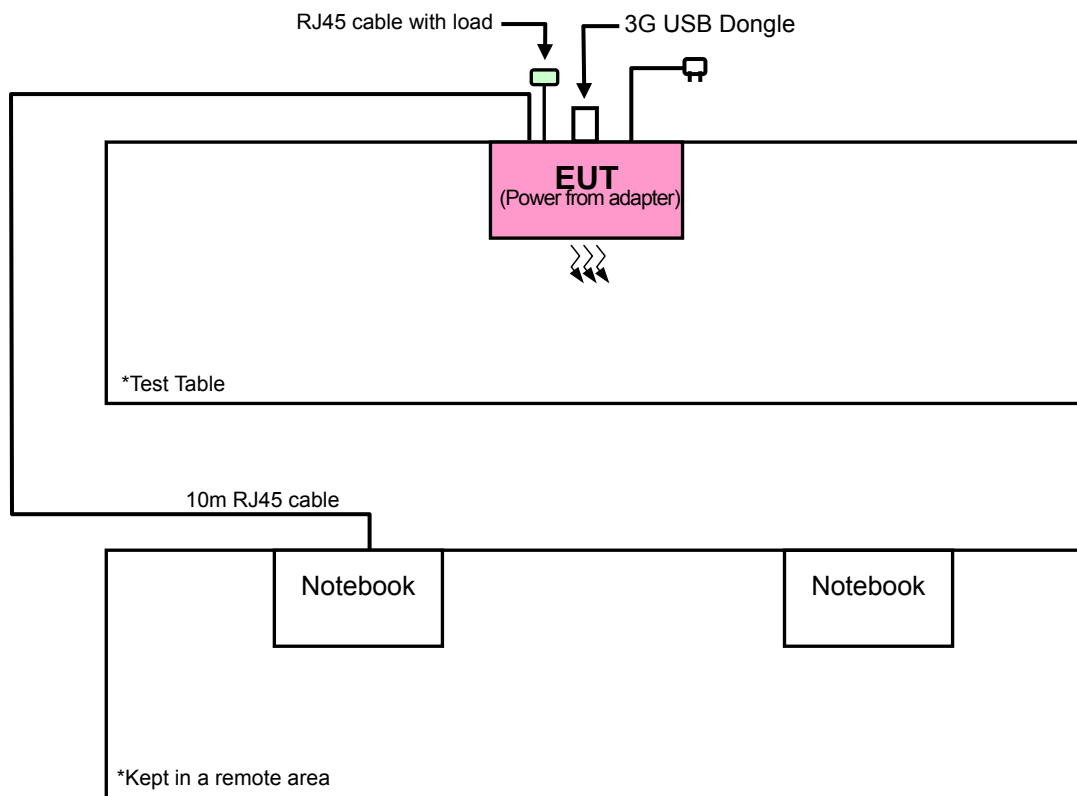 RJ45 cable with load
3G USB Dongle
EUT
(Power from adapter)
*Test Table
10m RJ45 cable
Notebook
Notebook
*Kept in a remote area